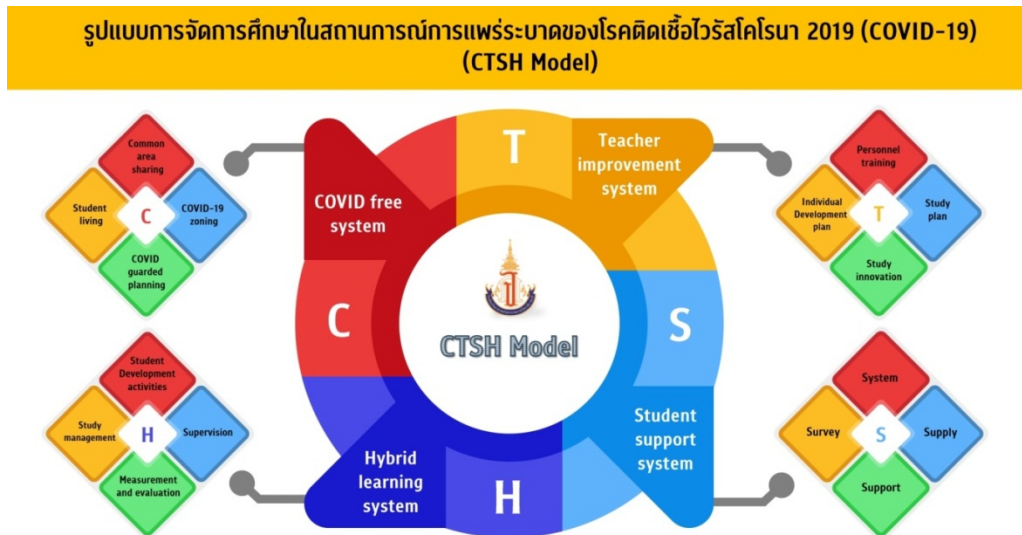 รูปแบบการจัดการศึกษาในสถานการณ์การแพร่ระบาดของโรคติดเชื้อไวรัสโคโรนา 2019 (COVID-19)
(CTSH Model)
Common
area
sharing
Student
living
C
COVID-19
zoning
COVID
guarded
planning
COVID free
system
T
Teacher
improvement
system
Personnel
training
Individual
Development
plan
T
Study
plan
Study
innovation
C
CTSH Model
S
Student
Development
activities
Study
management
H
Supervision
Measurement
and evaluation
Hybrid
learning
system
H
Student
support
system
System
Survey
S
Supply
Support